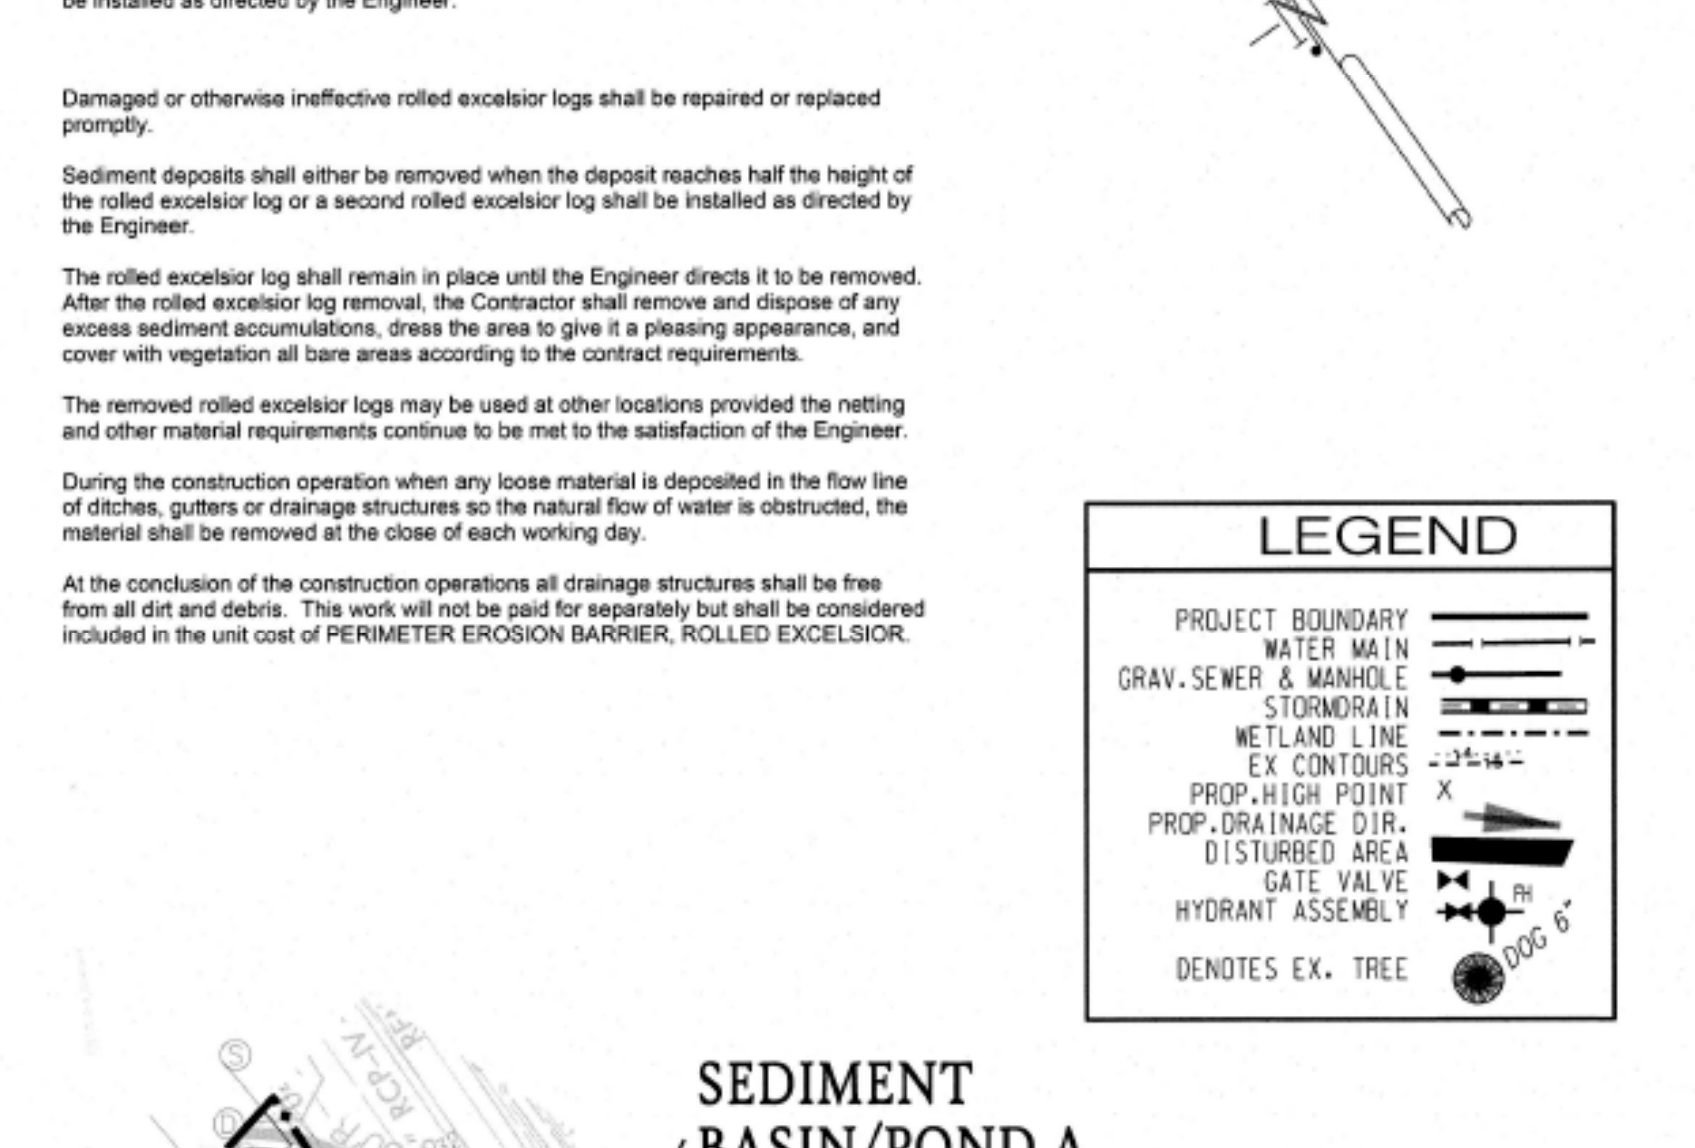 be installed as directed by the Engineer.
Damaged or otherwise ineffective rolled excelsior logs shall be repaired or replaced
promptly.
Sediment deposits shall either be removed when the deposit reaches half the height of
the rolled excelsior log or a second rolled excelsior log shall be installed as directed by
the Engineer.
The rolled excelsior log shall remain in place until the Engineer directs it to be removed.
After the rolled excelsior log removal, the Contractor shall remove and dispose of any
excess sediment accumulations, dress the area to give it a pleasing appearance, and
cover with vegetation all bare areas according to the contract requirements.
The removed rolled excelsior logs may be used at other locations provided the netting
and other material requirements continue to be met to the satisfaction of the Engineer.
During the construction operation when any loose material is deposited in the flow line
of ditches, gutters or drainage structures so the natural flow of water is obstructed, the
material shall be removed at the close of each working day.
At the conclusion of the construction operations all drainage structures shall be free
from all dirt and debris. This work will not be paid for separately but shall be considered
included in the unit cost of PERIMETER EROSION BARRIER, ROLLED EXCELSIOR.
LEGEND
PROJECT BOUNDARY
WATER MAIN
GRAV.SEWER & MANHOLE
STORMDRAIN
WETLAND LINE
EX CONTOURS
PROP.HIGH POINT X
PROP.DRAINAGE DIR.
DISTURBED AREA
GATE VALVE
HYDRANT ASSEMBLY FH
DENOTES EX. TREE DOG 6"
S
D
RCP-IV
SEDIMENT
BASIN/POND A